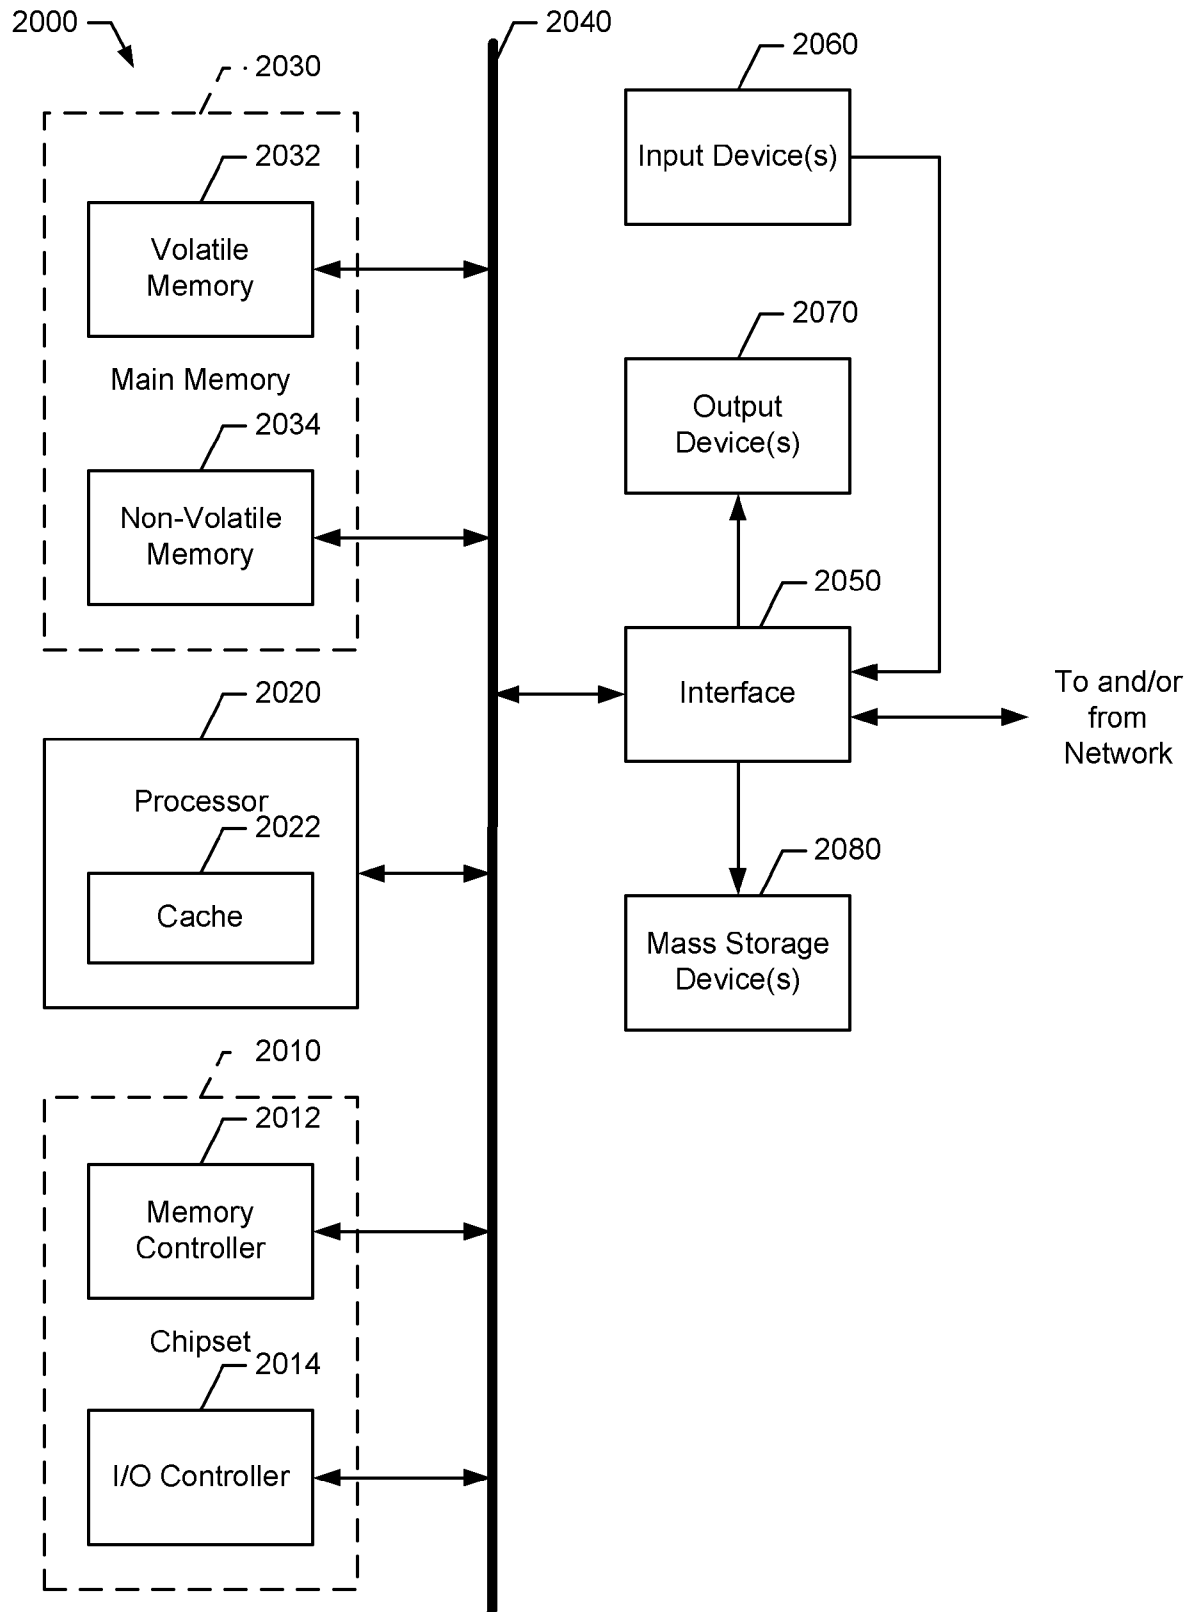 2000
2040
2030
2060
2032
Input Device(s)
Volatile
Memory
2070
Main Memory
Output
Device(s)
2034
Non-Volatile
Memory
2050
Interface
To and/or
from
Network
2020
Processor
2022
Cache
2080
Mass Storage
Device(s)
2010
2012
Memory
Controller
Chipset
2014
I/O Controller